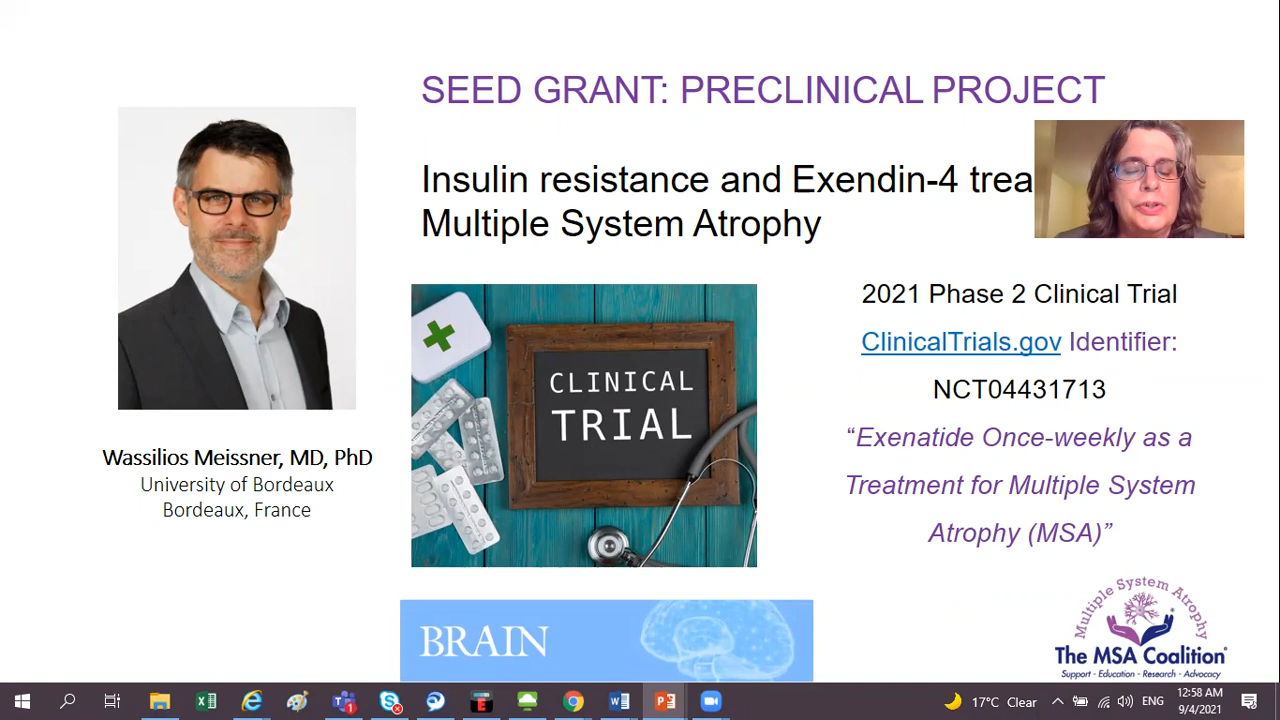 SEED GRANT: PRECLINICAL PROJECT
Insulin resistance and Exendin-4 trea
Multiple System Atrophy
CLINICAL
TRIAL
2021 Phase 2 Clinical Trial
ClinicalTrials.gov Identifier:
NCT04431713
“Exenatide Once-weekly as a
Treatment for Multiple System
Atrophy (MSA)”
Wassilios Meissner, MD, PhD
University of Bordeaux
Bordeaux, France
BRAIN
Multiple System Atrophy
The MSA Coalition®
Support - Education - Research - Advocacy
17°C Clear
ENG
12:58 AM
9/4/2021